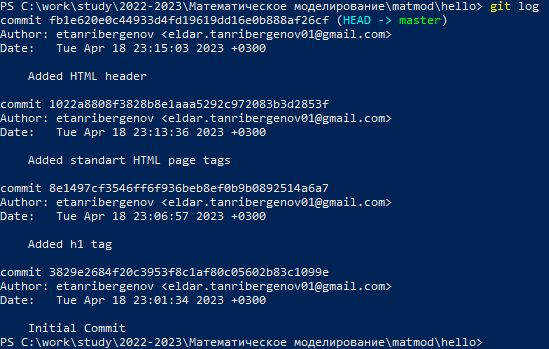 PS C:\work\study\2022-2023\Математическое моделирование\matmod\hello> git log
commit fb1e620e0c44933d4fd19619dd16e0b888af26cf (HEAD -> master)
Author: etanribergenov <eldar.tanribergenov01@gmail.com>
Date:   Tue Apr 18 23:15:03 2023 +0300
Added HTML header
commit 1022a8808f3828b8e1aaa5292c972083b3d2853f
Author: etanribergenov <eldar.tanribergenov01@gmail.com>
Date:   Tue Apr 18 23:13:36 2023 +0300
Added standart HTML page tags
commit 8e1497cf3546ff6f936beb8ef0b9b0892514a6a7
Author: etanribergenov <eldar.tanribergenov01@gmail.com>
Date:   Tue Apr 18 23:06:57 2023 +0300
Added h1 tag
commit 3829e2684f20c3953f8c1af80c05602b83c1099e
Author: etanribergenov <eldar.tanribergenov01@gmail.com>
Date:   Tue Apr 18 23:01:34 2023 +0300
Initial Commit
PS C:\work\study\2022-2023\Математическое моделирование\matmod\hello>